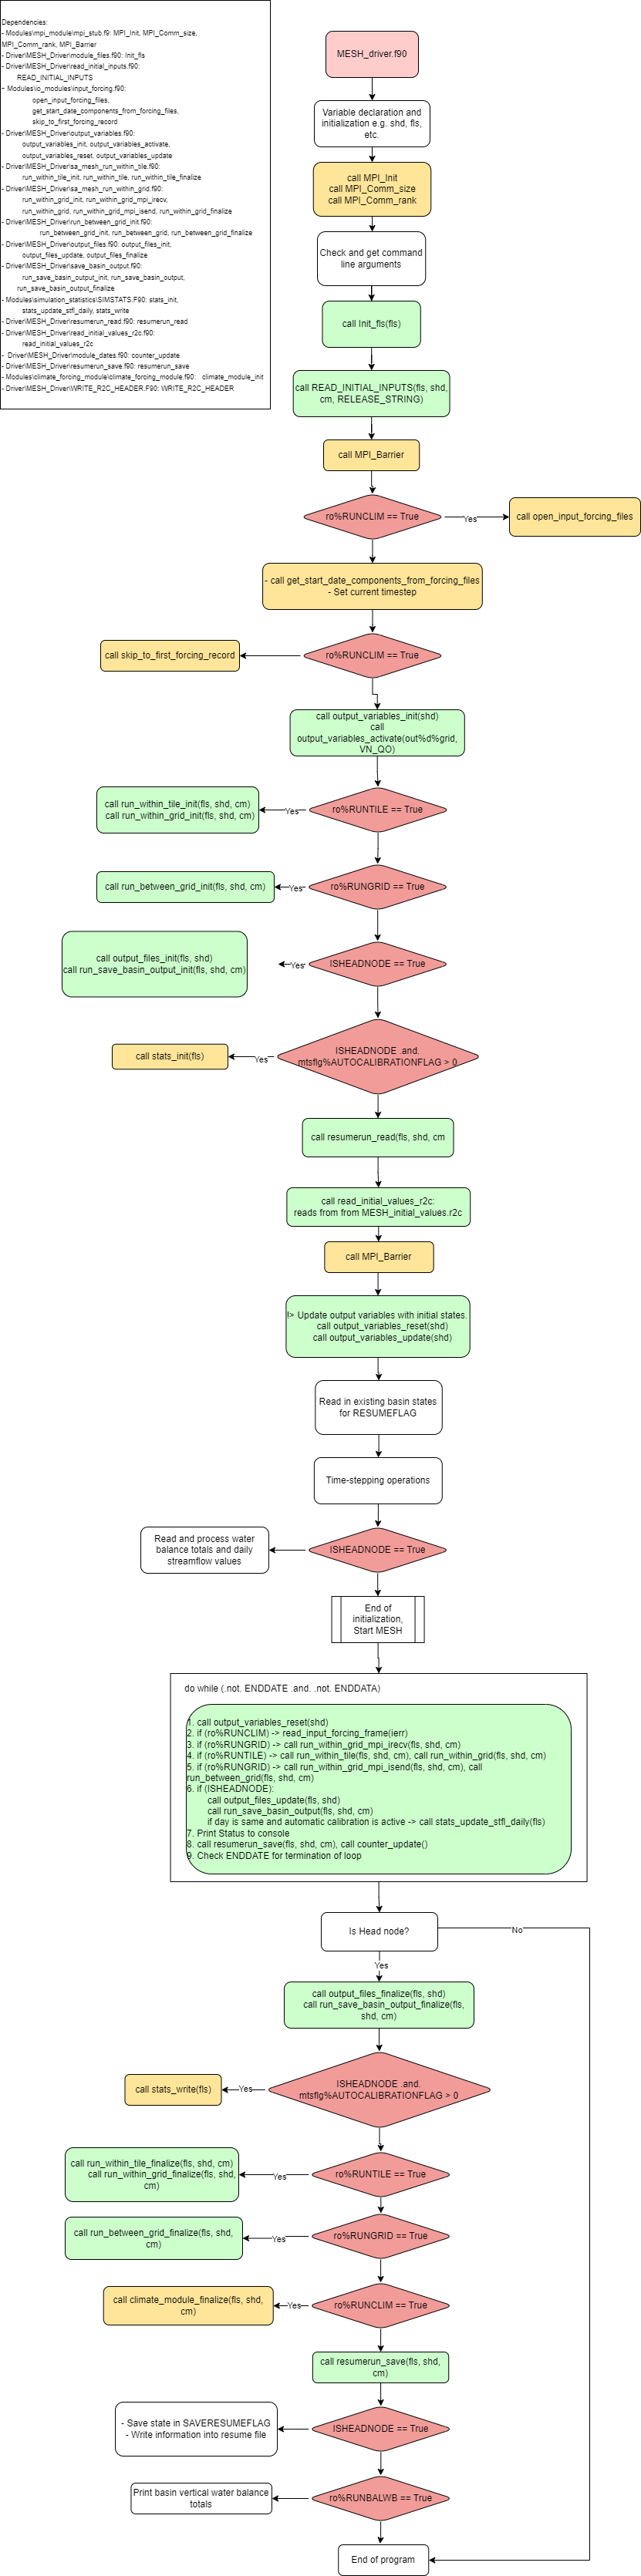 Dependencies:
- Modules\mpi_module\mpi_stub.f9: MPI_Init, MPI_Comm_size,
MPI_Comm_rank, MPI_Barrier
- Driver\MESH_Driver\module_files.f90: Init_fls
- Driver\MESH_Driver\read_initial_inputs.f90:
READ_INITIAL_INPUTS
- Modules\io_modules\input_forcing.f90:
open_input_forcing_files,
get_start_date_components_from_forcing_files,
skip_to_first_forcing_record
- Driver\MESH_Driver\output_variables.f90:
output_variables_init, output_variables_activate,
output_variables_reset, output_variables_update
- Driver\MESH_Driver\sa_mesh_run_within_tile.f90:
run_within_tile_init, run_within_tile, run_within_tile_finalize
- Driver\MESH_Driver\sa_mesh_run_within_grid.f90:
run_within_grid_init, run_within_grid_mpi_irecv,
run_within_grid, run_within_grid_mpi_isend, run_within_grid_finalize
- Driver\MESH_Driver\run_between_grid_init.f90:
run_between_grid_init, run_between_grid, run_between_grid_finalize
- Driver\MESH_Driver\output_files.f90: output_files_init,
output_files_update, output_files_finalize
- Driver\MESH_Driver\save_basin_output.f90:
run_save_basin_output_init, run_save_basin_output,
run_save_basin_output_finalize
- Modules\simulation_statistics\SIMSTATS.F90: stats_init,
stats_update_stfl_daily, stats_write
- Driver\MESH_Driver\resumerun_read.f90: resumerun_read
- Driver\MESH_Driver\read_initial_values_r2c.f90:
read_initial_values_r2c
- Driver\MESH_Driver\module_dates.f90: counter_update
- Driver\MESH_Driver\resumerun_save.f90: resumerun_save
- Modules\climate_forcing_module\climate_forcing_module.f90: climate_module_init
- Driver\MESH_Driver\WRITE_R2C_HEADER.F90: WRITE_R2C_HEADER
MESH_driver.f90
Variable declaration and
initialization e.g. shd, fls,
etc.
call MPI_Init
call MPI_Comm_size
call MPI_Comm_rank
Check and get command
line arguments
call Init_fls(fls)
call READ_INITIAL_INPUTS(fls, shd,
cm, RELEASE_STRING)
call MPI_Barrier
ro%RUNCLIM == True
Yes
call open_input_forcing_files
- call get_start_date_components_from_forcing_files
- Set current timestep
ro%RUNCLIM == True
call skip_to_first_forcing_record
call output_variables_init(shd)
call
output_variables_activate(out%d%grid,
VN_QO)
ro%RUNTILE == True
Yes
call run_within_tile_init(fls, shd, cm)
call run_within_grid_init(fls, shd, cm)
ro%RUNGRID == True
Yes
call run_between_grid_init(fls, shd, cm)
ISHEADNODE == True
Yes
call output_files_init(fls, shd)
call run_save_basin_output_init(fls, shd, cm)
ISHEADNODE .and.
mtsflg%AUTOCALIBRATIONFLAG > 0
Yes
call stats_init(fls)
call resumerun_read(fls, shd, cm
call read_initial_values_r2c:
reads from from MESH_initial_values.r2c
call MPI_Barrier
!> Update output variables with initial states.
call output_variables_reset(shd)
call output_variables_update(shd)
Read in existing basin states
for RESUMEFLAG
Time-stepping operations
ISHEADNODE == True
Read and process water
balance totals and daily
streamflow values
End of
initialization,
Start MESH
do while (.not. ENDDATE .and. .not. ENDDATA)
1. call output_variables_reset(shd)
2. if (ro%RUNCLIM) -> read_input_forcing_frame(ierr)
3. if (ro%RUNGRID) -> call run_within_grid_mpi_irecv(fls, shd, cm)
4. if (ro%RUNTILE) -> call run_within_tile(fls, shd, cm), call run_within_grid(fls, shd, cm)
5. if (ro%RUNGRID) -> call run_within_grid_mpi_isend(fls, shd, cm), call
run_between_grid(fls, shd, cm)
6. if (ISHEADNODE):
call output_files_update(fls, shd)
call run_save_basin_output(fls, shd, cm)
if day is same and automatic calibration is active -> call stats_update_stfl_daily(fls)
7. Print Status to console
8. call resumerun_save(fls, shd, cm), call counter_update()
9. Check ENDDATE for termination of loop
Is Head node?
No
Yes
call output_files_finalize(fls, shd)
call run_save_basin_output_finalize(fls,
shd, cm)
ISHEADNODE .and.
mtsflg%AUTOCALIBRATIONFLAG > 0
Yes
call stats_write(fls)
ro%RUNTILE == True
Yes
call run_within_tile_finalize(fls, shd, cm)
call run_within_grid_finalize(fls, shd,
cm)
ro%RUNGRID == True
Yes
call run_between_grid_finalize(fls, shd,
cm)
ro%RUNCLIM == True
Yes
call climate_module_finalize(fls, shd,
cm)
call resumerun_save(fls, shd,
cm)
ISHEADNODE == True
- Save state in SAVERESUMEFLAG
- Write information into resume file
ro%RUNBALWB == True
Print basin vertical water balance
totals
End of program